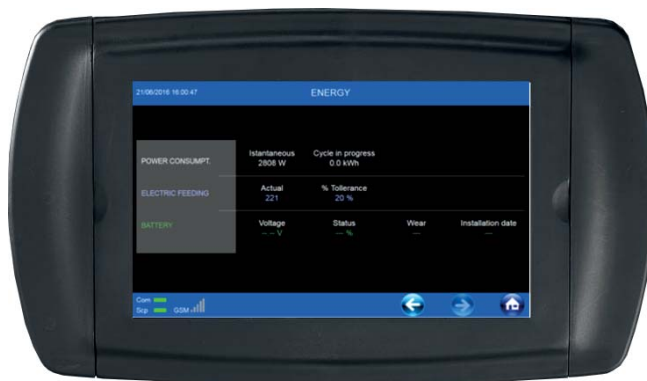 21/06/2016 16:00:47 ENERGY
Istantaneous Cycle in progress
POWER CONSUMPT. 2808 W 0.0 kWh
Actual % Tollerance
ELECTRIC FEEDING 221 20 %
Voltage Status Wear Installation date
BATTERY -- V -- % -- --
Com
Srp GSM